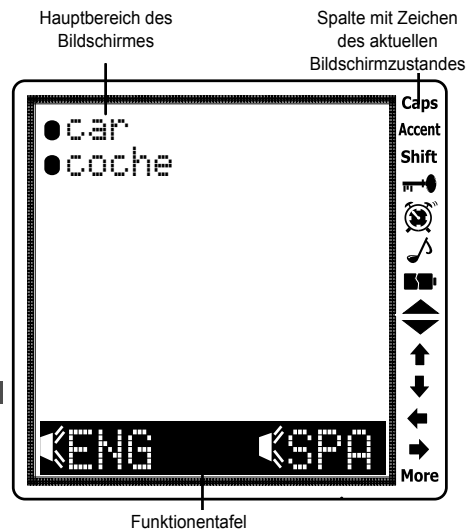 Hauptbereich des
Bildschirmes
Spalte mit Zeichen
des aktuellen
Bildschirmzustandes
Caps
car
Accent
coche
Shift
ENG
SPA
More
Funktionentafel